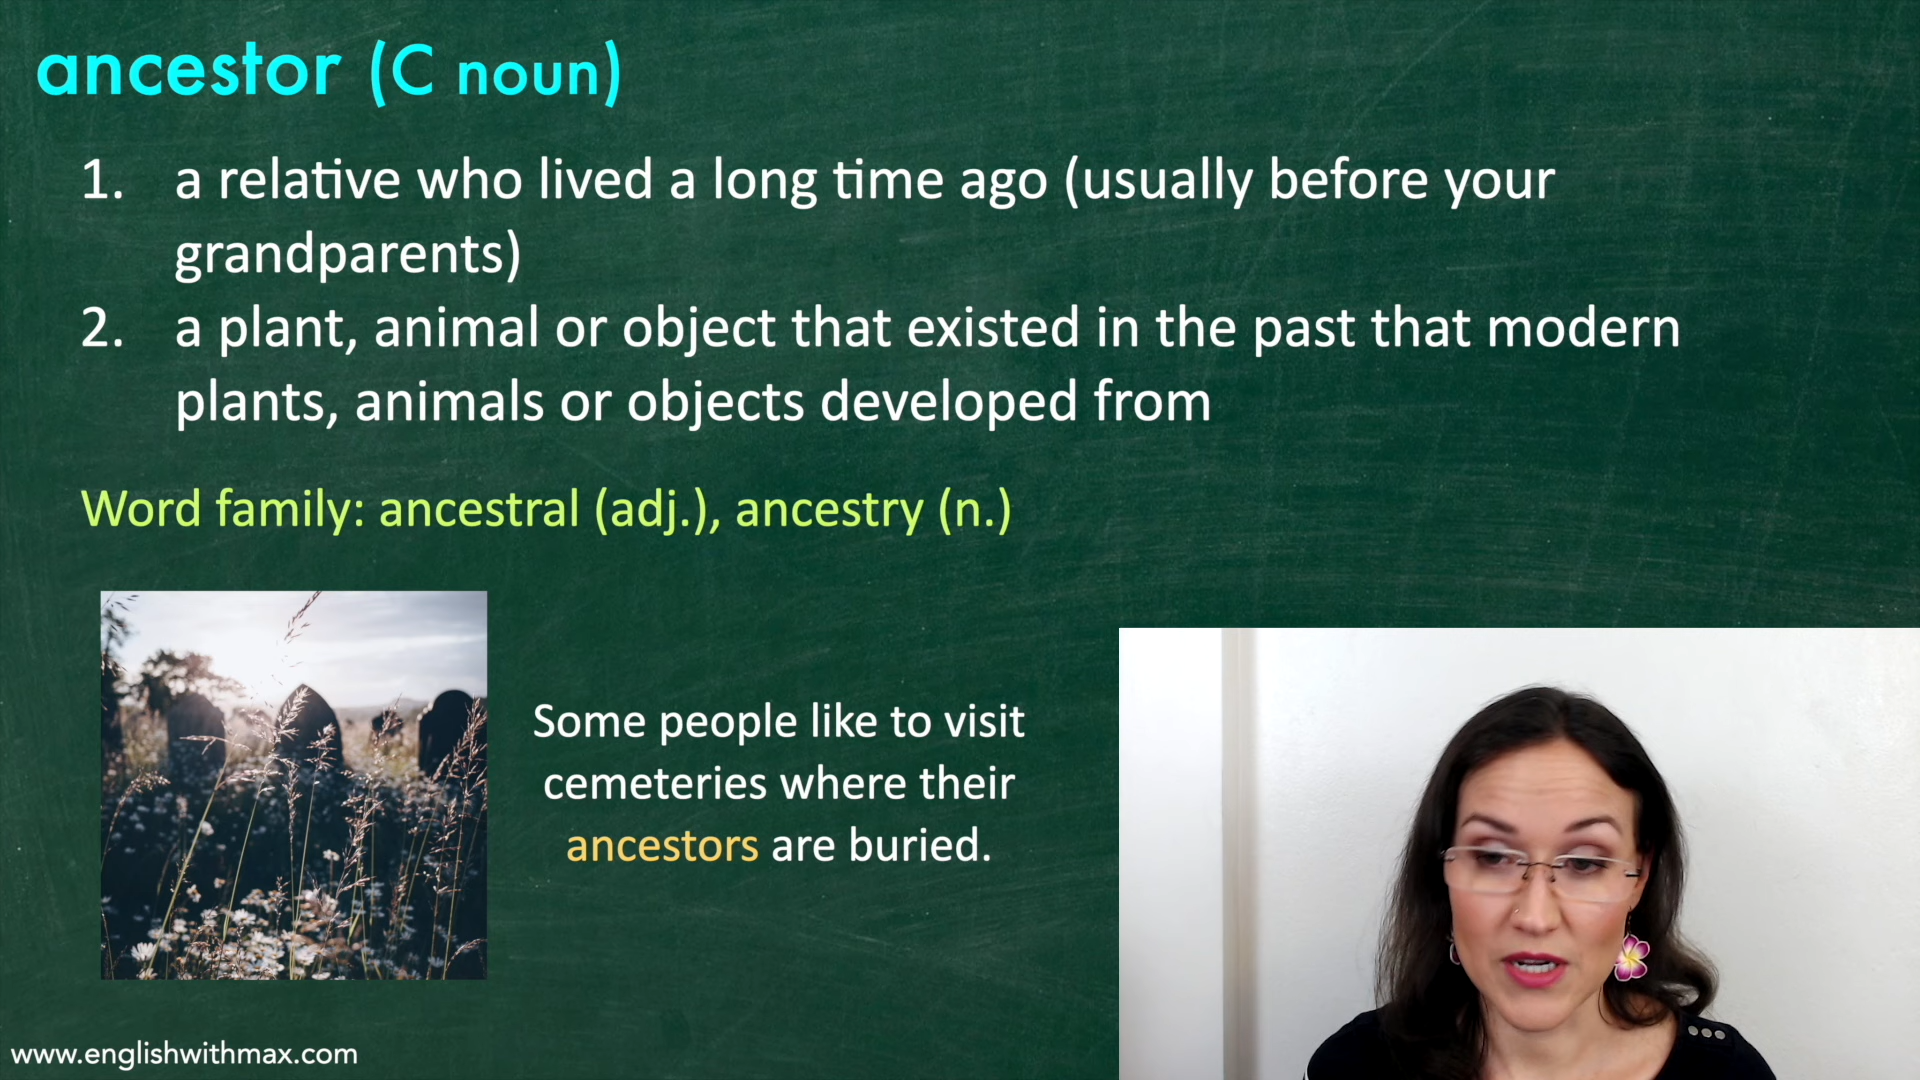 ancestor (C noun)
1. a relative who lived a long time ago (usually before your
grandparents)
2. a plant, animal or object that existed in the past that modern
plants, animals or objects developed from
Word family: ancestral (adj.), ancestry (n.)
Some people like to visit
cemeteries where their
ancestors are buried.
www.englishwithmax.com